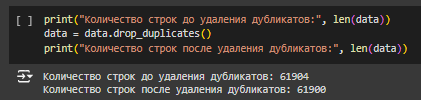 [ ] print("Количество строк до удаления дубликатов:", len(data))
data = data.drop_duplicates()
print("Количество строк после удаления дубликатов:", len(data))
Количество строк до удаления дубликатов: 61904
Количество строк после удаления дубликатов: 61900